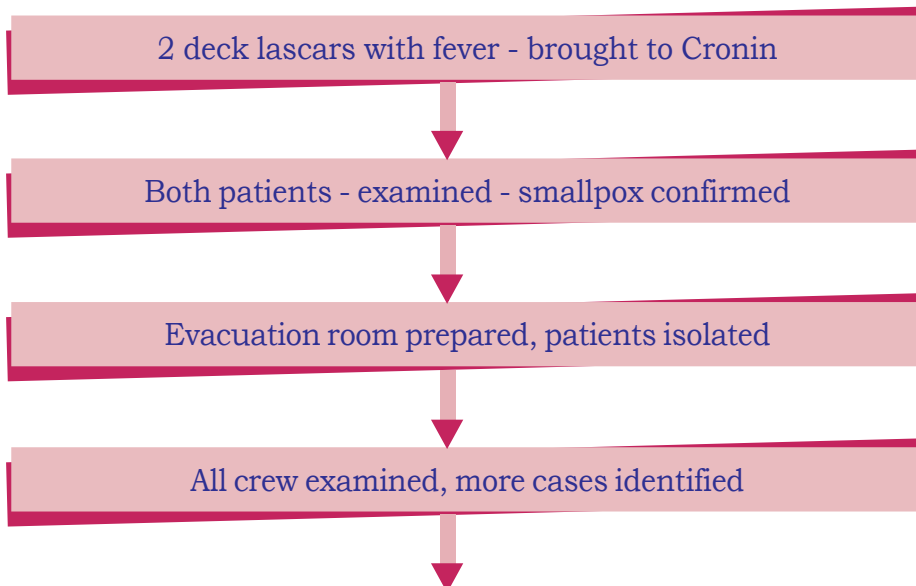 2 deck lascars with fever - brought to Cronin
Both patients - examined - smallpox confirmed
Evacuation room prepared, patients isolated
All crew examined, more cases identified